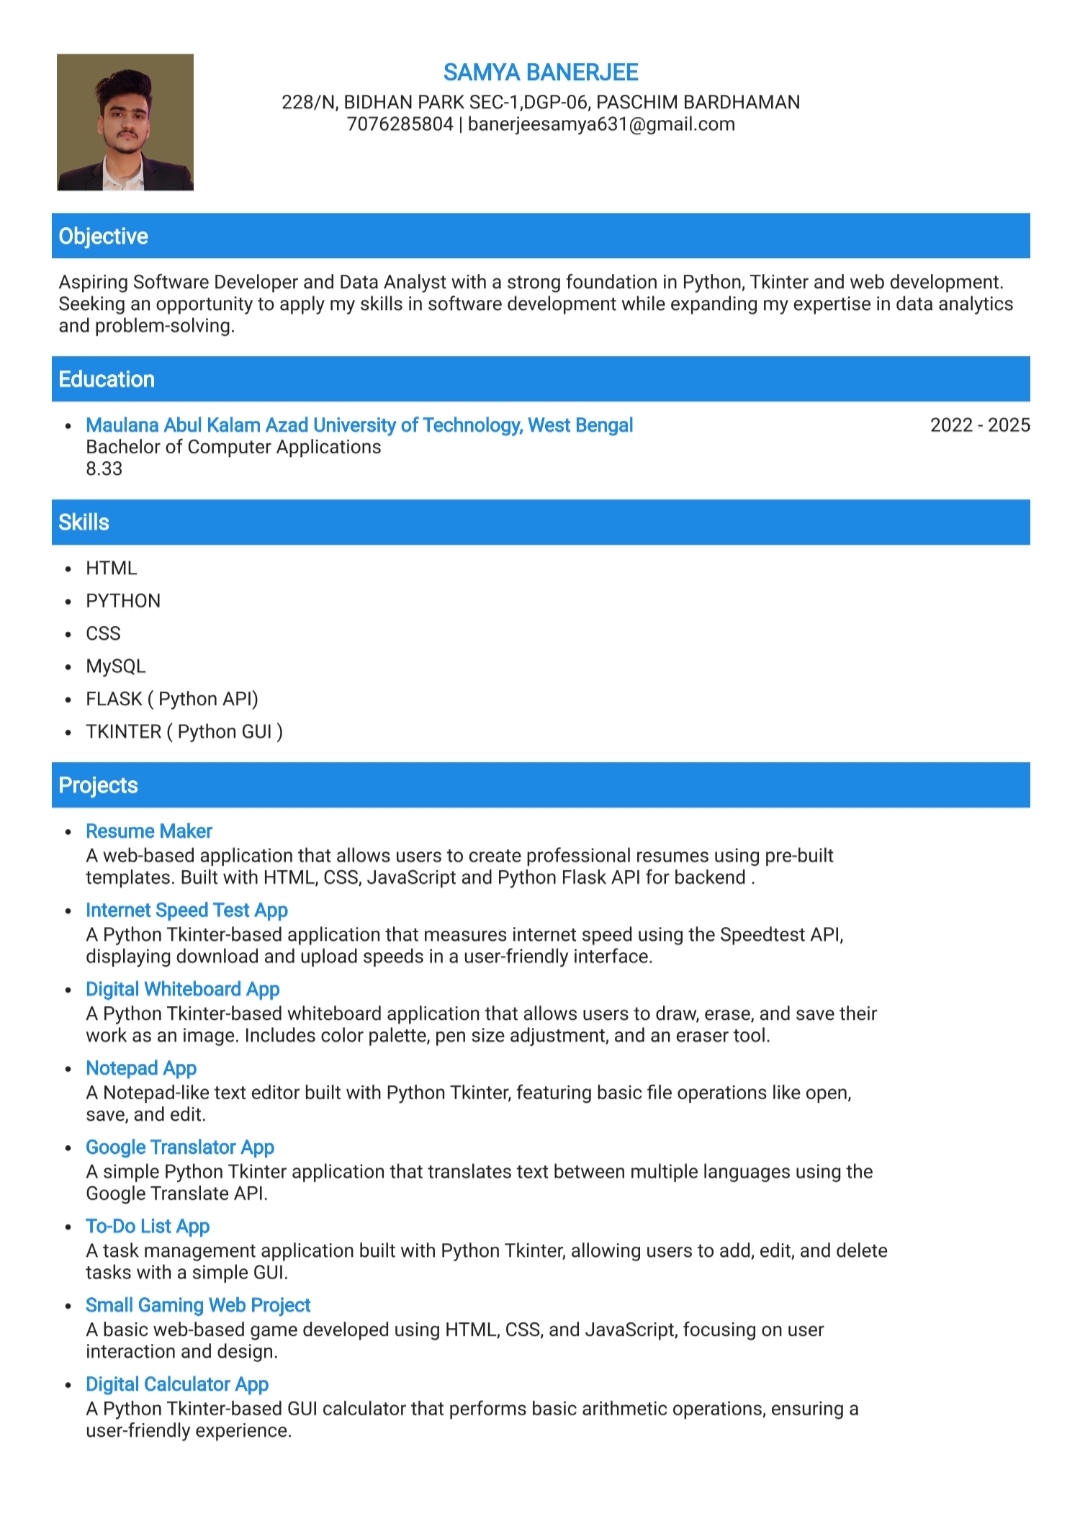 SAMYA BANERJEE
228/N, BIDHAN PARK SEC-1,DGP-06, PASCHIM BARDHAMAN
7076285804 | banerjeesamya631@gmail.com
Objective
Aspiring Software Developer and Data Analyst with a strong foundation in Python, Tkinter and web development.
Seeking an opportunity to apply my skills in software development while expanding my expertise in data analytics
and problem-solving.
Education
• Maulana Abul Kalam Azad University of Technology, West Bengal 2022 - 2025
Bachelor of Computer Applications
8.33
Skills
• HTML
• PYTHON
• CSS
• MySQL
• FLASK ( Python API)
• TKINTER ( Python GUI )
Projects
• Resume Maker
A web-based application that allows users to create professional resumes using pre-built
templates. Built with HTML, CSS, JavaScript and Python Flask API for backend .
• Internet Speed Test App
A Python Tkinter-based application that measures internet speed using the Speedtest API,
displaying download and upload speeds in a user-friendly interface.
• Digital Whiteboard App
A Python Tkinter-based whiteboard application that allows users to draw, erase, and save their
work as an image. Includes color palette, pen size adjustment, and an eraser tool.
• Notepad App
A Notepad-like text editor built with Python Tkinter, featuring basic file operations like open,
save, and edit.
• Google Translator App
A simple Python Tkinter application that translates text between multiple languages using the
Google Translate API.
• To-Do List App
A task management application built with Python Tkinter, allowing users to add, edit, and delete
tasks with a simple GUI.
• Small Gaming Web Project
A basic web-based game developed using HTML, CSS, and JavaScript, focusing on user
interaction and design.
• Digital Calculator App
A Python Tkinter-based GUI calculator that performs basic arithmetic operations, ensuring a
user-friendly experience.